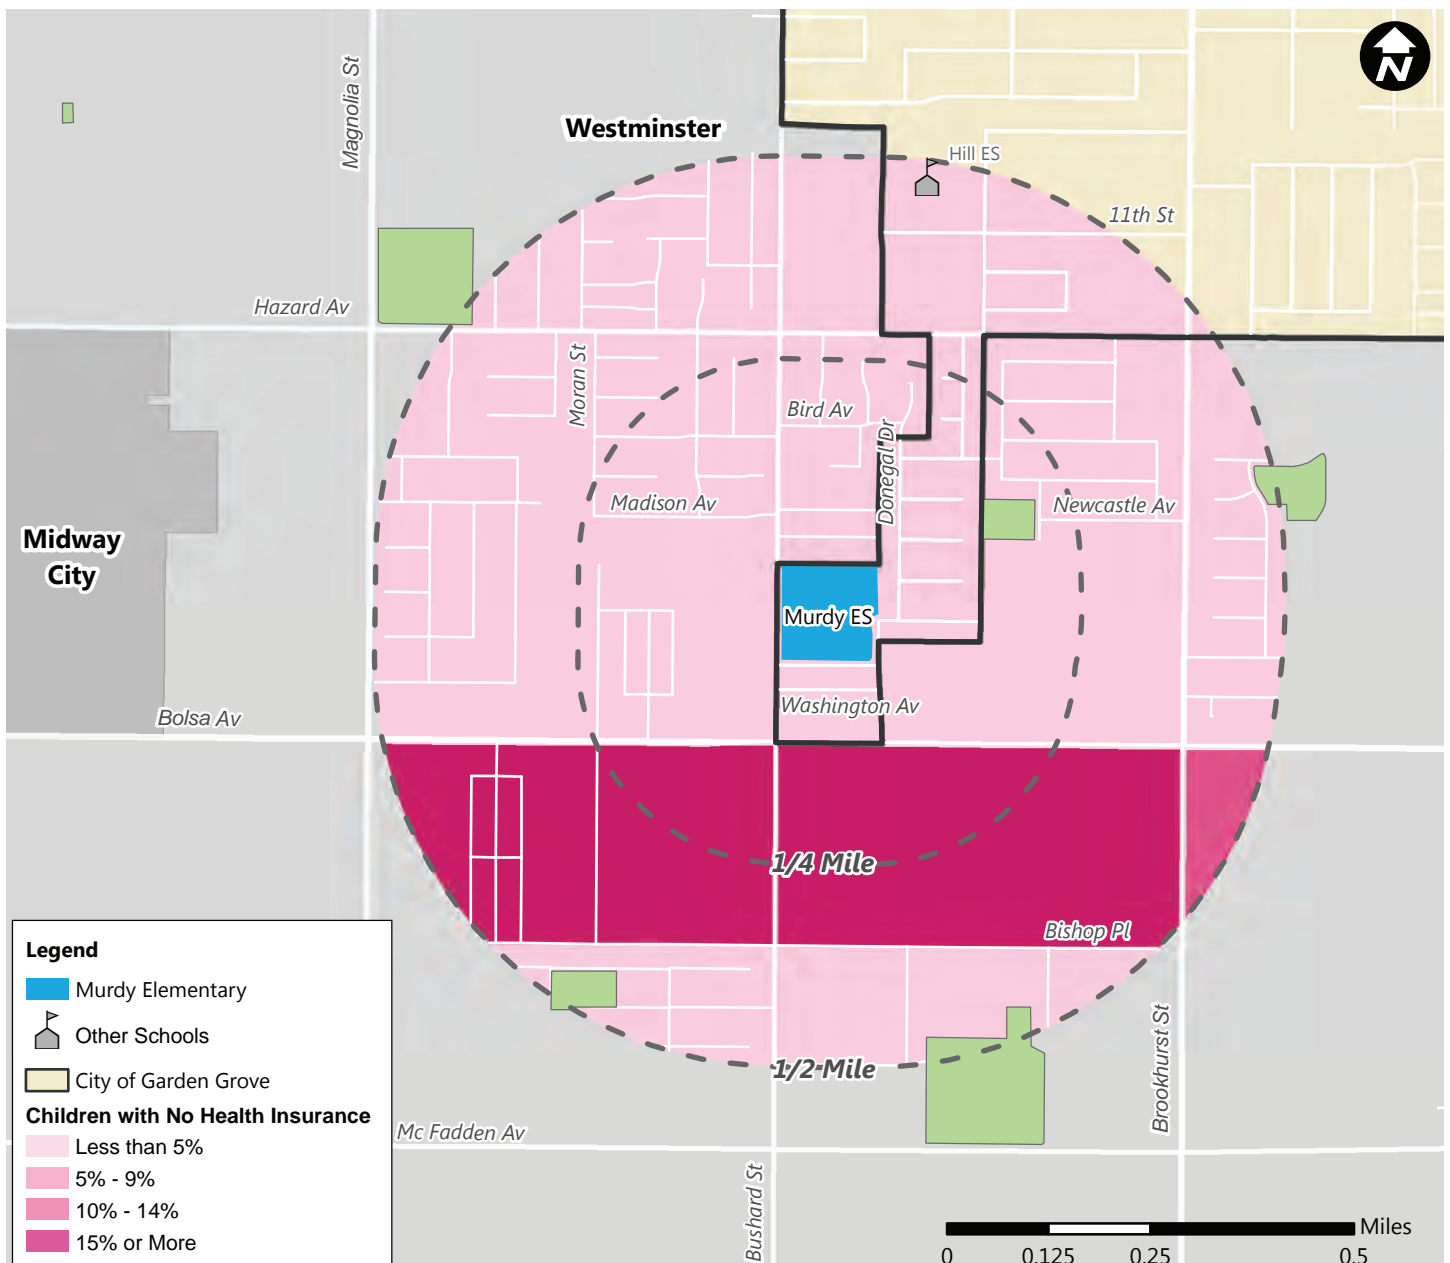 N
Magnolia St
Westminster
Hill ES
11th St
Hazard Av
Moran St
Bird Av
Donegal Dr
Madison Av
Newcastle Av
Midway
City
Murdy ES
Washington Av
Bolsa Av
1/4 Mile
Bishop Pl
1/2 Mile
Brookhurst St
Mc Fadden Av
Bushard St
Legend
Murdy Elementary
Other Schools
City of Garden Grove
Children with No Health Insurance
Less than 5%
5% - 9%
10% - 14%
15% or More
Miles
0 0.125 0.25 0.5